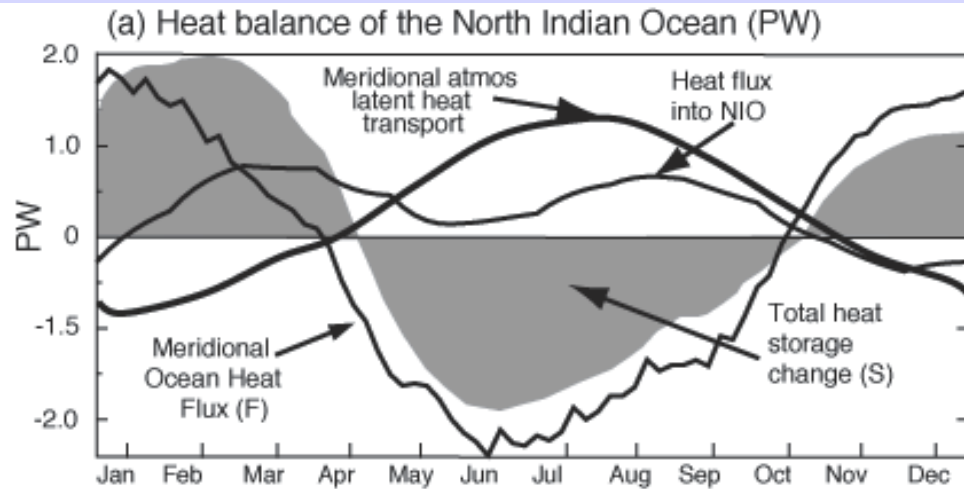 (a) Heat balance of the North Indian Ocean (PW)
2.0
1.0
0
-1.5
-2.0
PW
Meridional atmos
latent heat
transport
Heat flux
into NIO
Meridional
Ocean Heat
Flux (F)
Total heat
storage
change (S)
Jan Feb Mar Apr May Jun Jul Aug Sep Oct Nov Dec